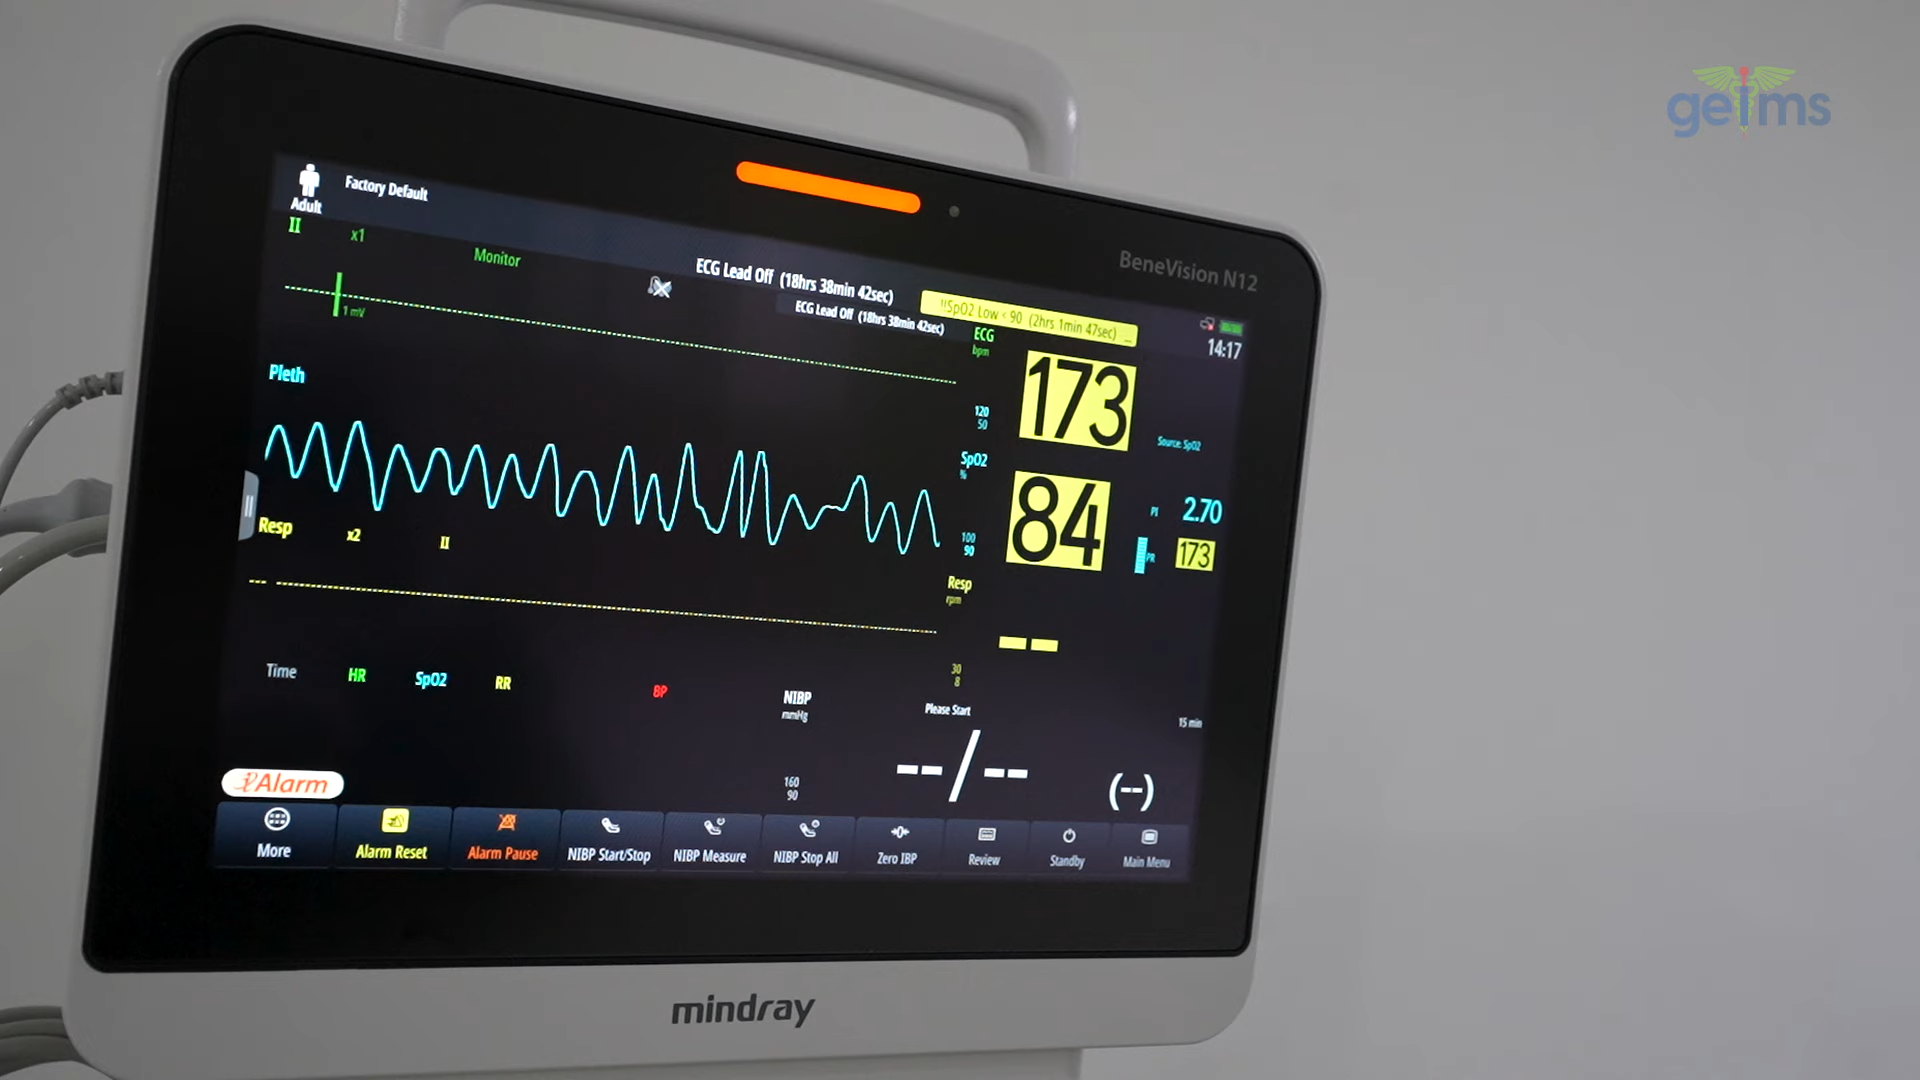 geims
Factory Default
Adult
BeneVision N12
II x1 Monitor
ECG Lead Off (18hrs 38min 42sec)
ECG Lead Off (18hrs 38min 42sec)
!!SpO2 Low < 90 (2hrs 1min 47sec) ...
14:17
1 mV
ECG
bpm
173
120
50
Source: SpO2
Pleth
SpO2
%
84
PI 2.70
100
90
PR 173
Resp x2 II
Resp
rpm
-- 
30
8
Time HR SpO2 RR BP
NIBP
mmHg
Please Start
15 min
--/--
(--)
160
90
iAlarm
More
Alarm Reset
Alarm Pause
NIBP Start/Stop
NIBP Measure
NIBP Stop All
Zero IBP
Review
Standby
Main Menu
mindray